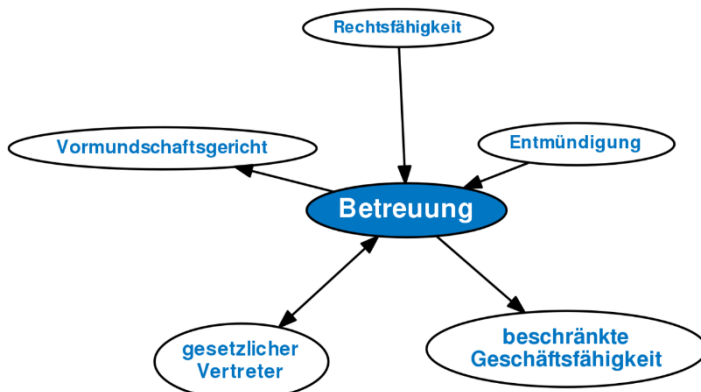 Rechtsfähigkeit
Entmündigung
Vormundschaftsgericht
Betreuung
gesetzlicher
Vertreter
beschränkte
Geschäftsfähigkeit